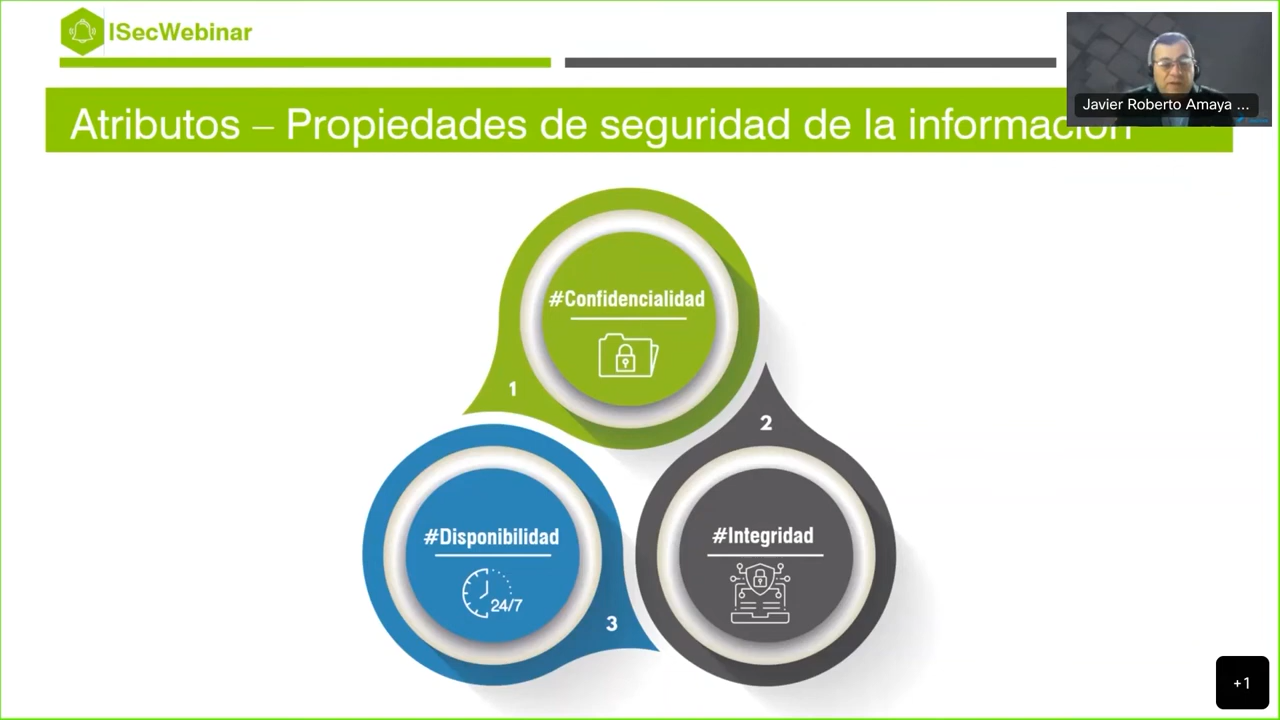 ISecWebinar
Javier Roberto Amaya ...
Atributos – Propiedades de seguridad de la información
#Confidencialidad
1
2
#Disponibilidad
24/7
3
#Integridad
+1